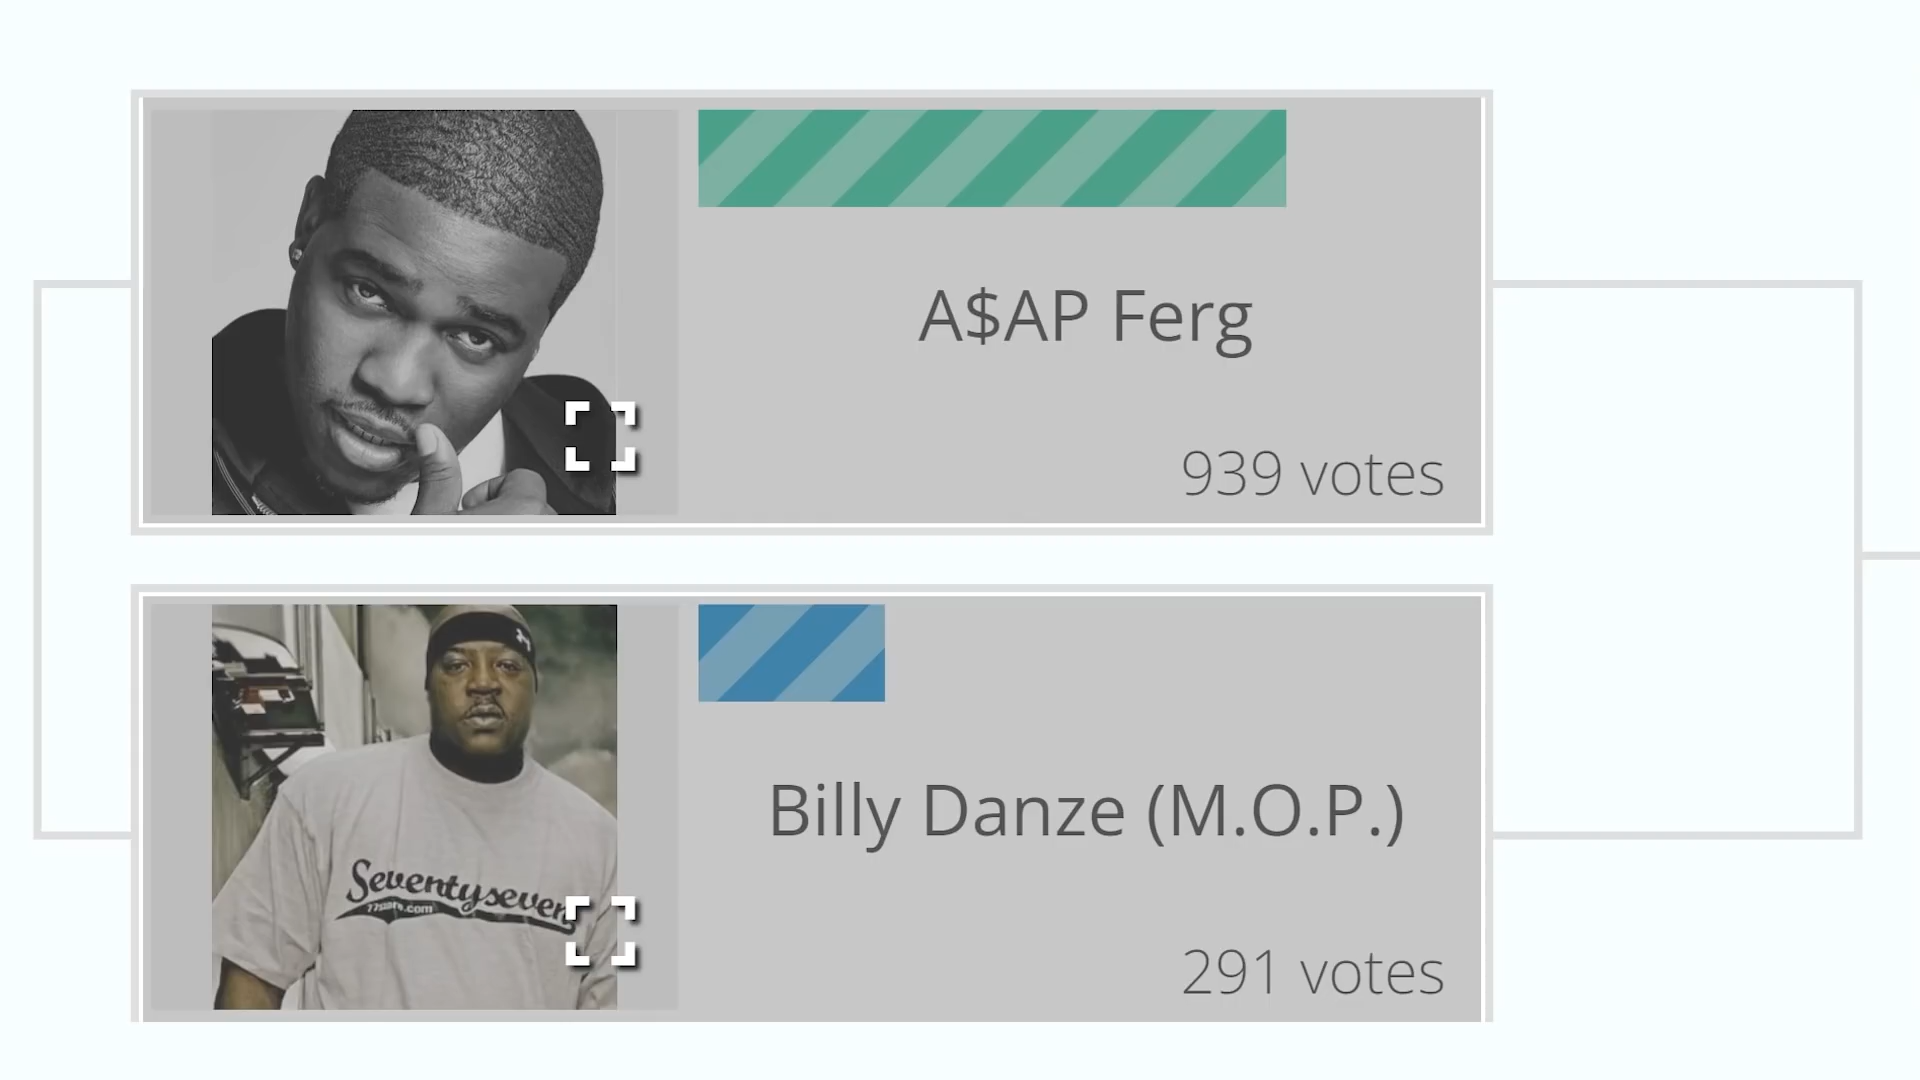 A$AP Ferg
939 votes
Seventyseven
Billy Danze (M.O.P.)
291 votes